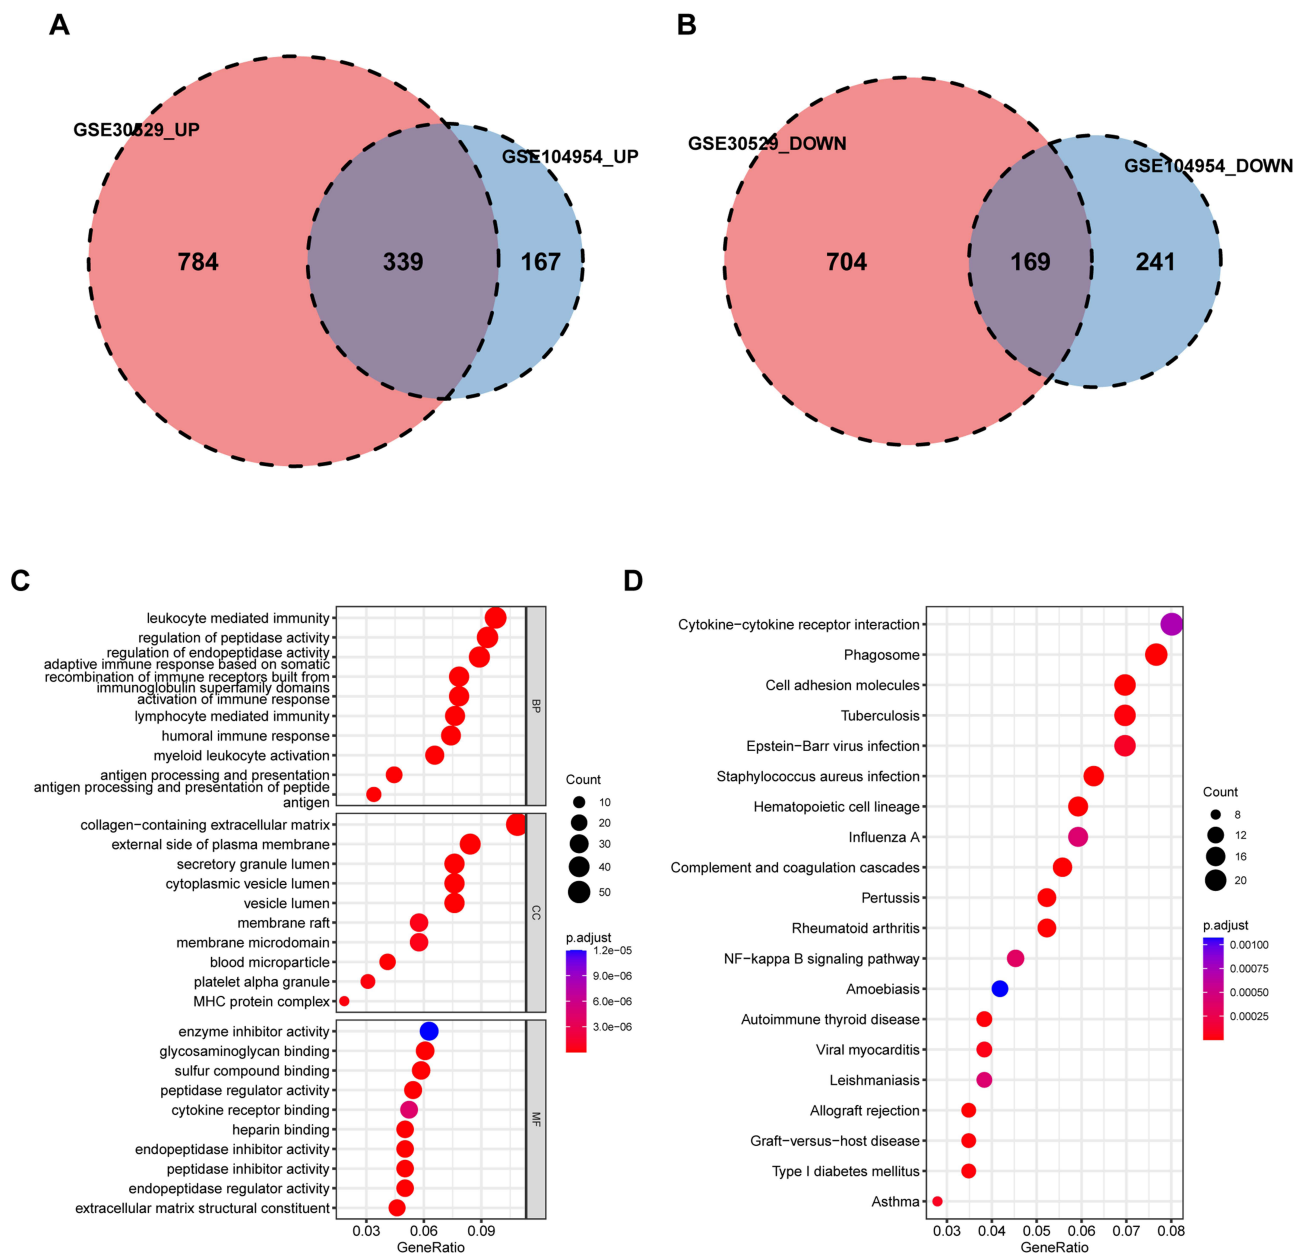 A
B
GSE30529_UP
GSE104954_UP
784
339
167
GSE30529_DOWN
GSE104954_DOWN
704
169
241
C
leukocyte mediated immunity
regulation of peptidase activity
regulation of endopeptidase activity
adaptive immune response based on somatic
recombination of immune receptors built from
immunoglobulin superfamily domains
activation of immune response
lymphocyte mediated immunity
humoral immune response
myeloid leukocyte activation
antigen processing and presentation
antigen processing and presentation of peptide
antigen
BP
collagen−containing extracellular matrix
external side of plasma membrane
secretory granule lumen
cytoplasmic vesicle lumen
vesicle lumen
membrane raft
membrane microdomain
blood microparticle
platelet alpha granule
MHC protein complex
CC
enzyme inhibitor activity
glycosaminoglycan binding
sulfur compound binding
peptidase regulator activity
cytokine receptor binding
heparin binding
endopeptidase inhibitor activity
peptidase inhibitor activity
endopeptidase regulator activity
extracellular matrix structural constituent
MF
0.03
0.06
0.09
GeneRatio
Count
10
20
30
40
50
p.adjust
1.2e−05
9.0e−06
6.0e−06
3.0e−06
D
Cytokine−cytokine receptor interaction
Phagosome
Cell adhesion molecules
Tuberculosis
Epstein−Barr virus infection
Staphylococcus aureus infection
Hematopoietic cell lineage
Influenza A
Complement and coagulation cascades
Pertussis
Rheumatoid arthritis
NF−kappa B signaling pathway
Amoebiasis
Autoimmune thyroid disease
Viral myocarditis
Leishmaniasis
Allograft rejection
Graft−versus−host disease
Type I diabetes mellitus
Asthma
0.03
0.04
0.05
0.06
0.07
0.08
GeneRatio
Count
8
12
16
20
p.adjust
0.00100
0.00075
0.00050
0.00025